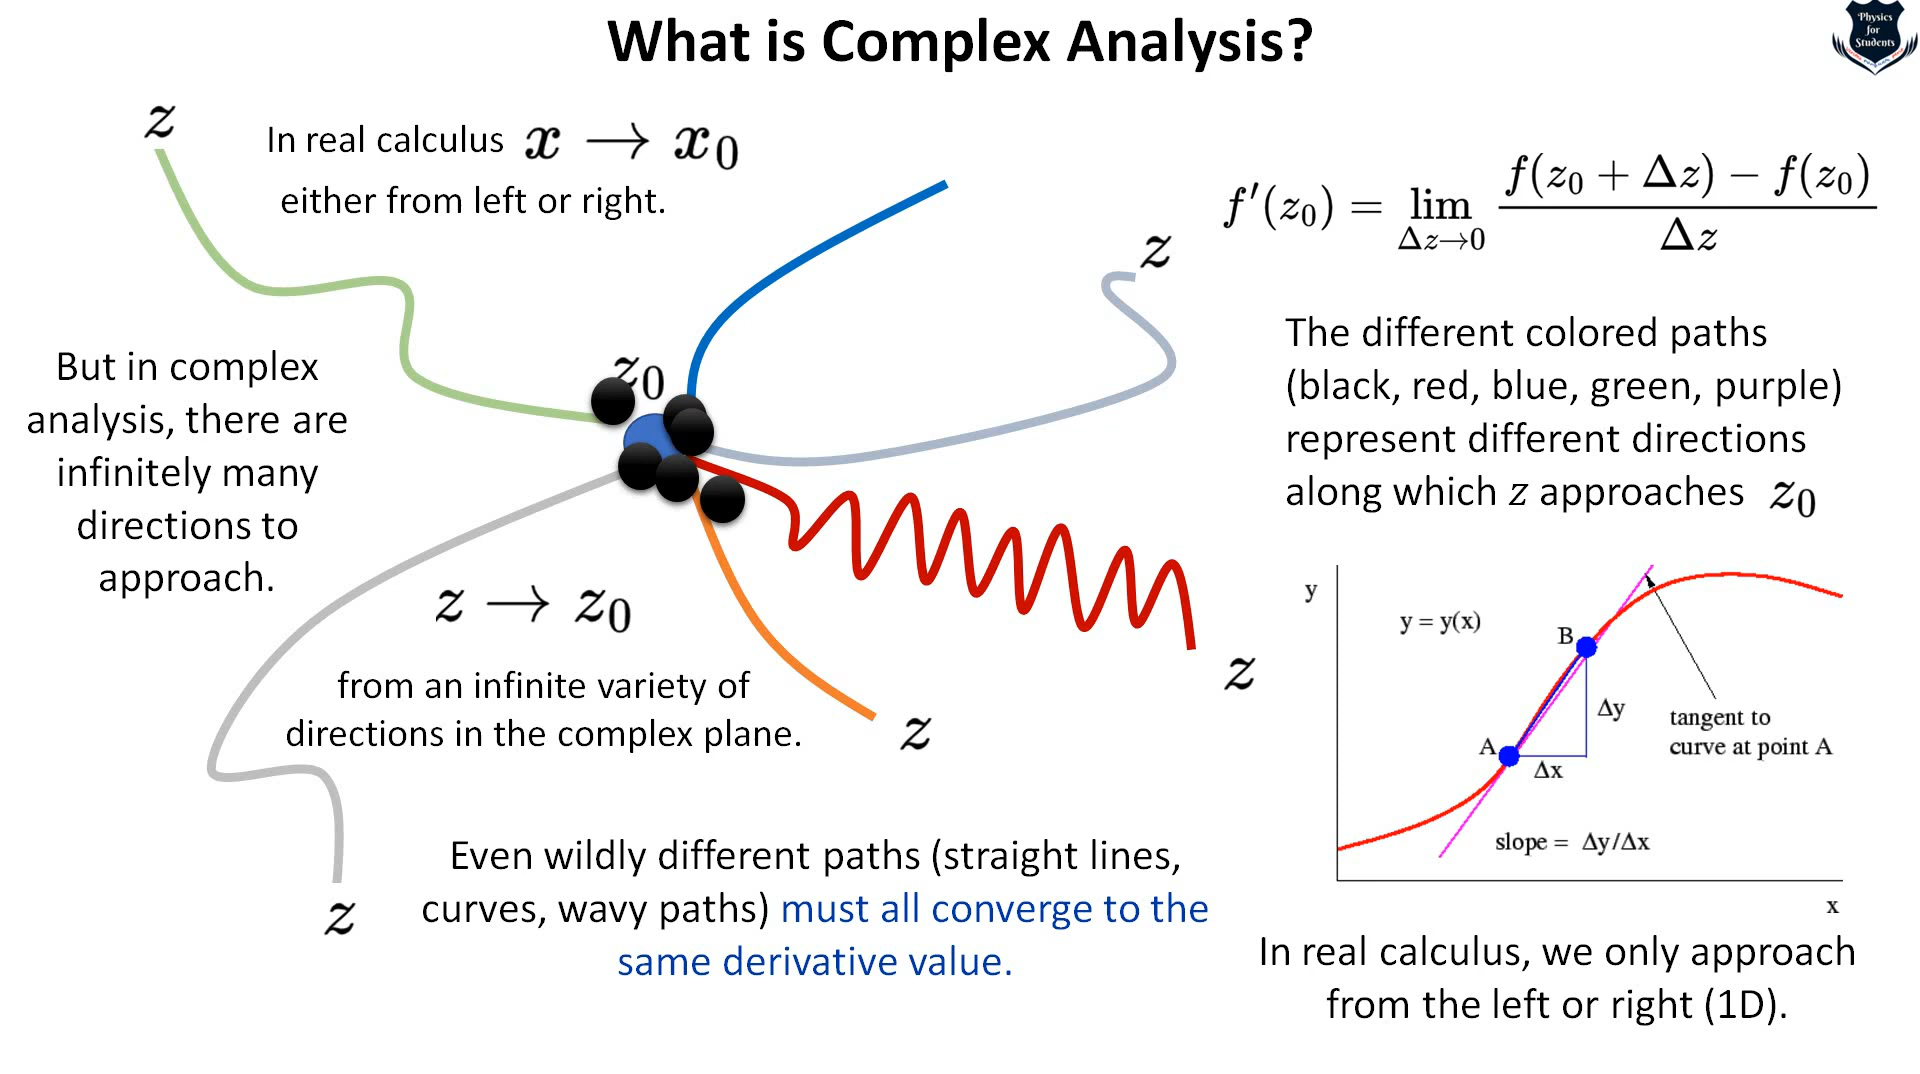 What is Complex Analysis?
Physics
for
Students
z
In real calculus x → x₀
either from left or right.
f′(z₀) = lim Δz→0 f(z₀ + Δz) − f(z₀) / Δz
z
z₀
But in complex
analysis, there are
infinitely many
directions to
approach.
The different colored paths
(black, red, blue, green, purple)
represent different directions
along which z approaches z₀
z → z₀
from an infinite variety of
directions in the complex plane.
z
z
z
Even wildly different paths (straight lines,
curves, wavy paths) must all converge to the
same derivative value.
y
y = y(x)
B
Δy
A
Δx
tangent to
curve at point A
slope = Δy/Δx
x
In real calculus, we only approach
from the left or right (1D).